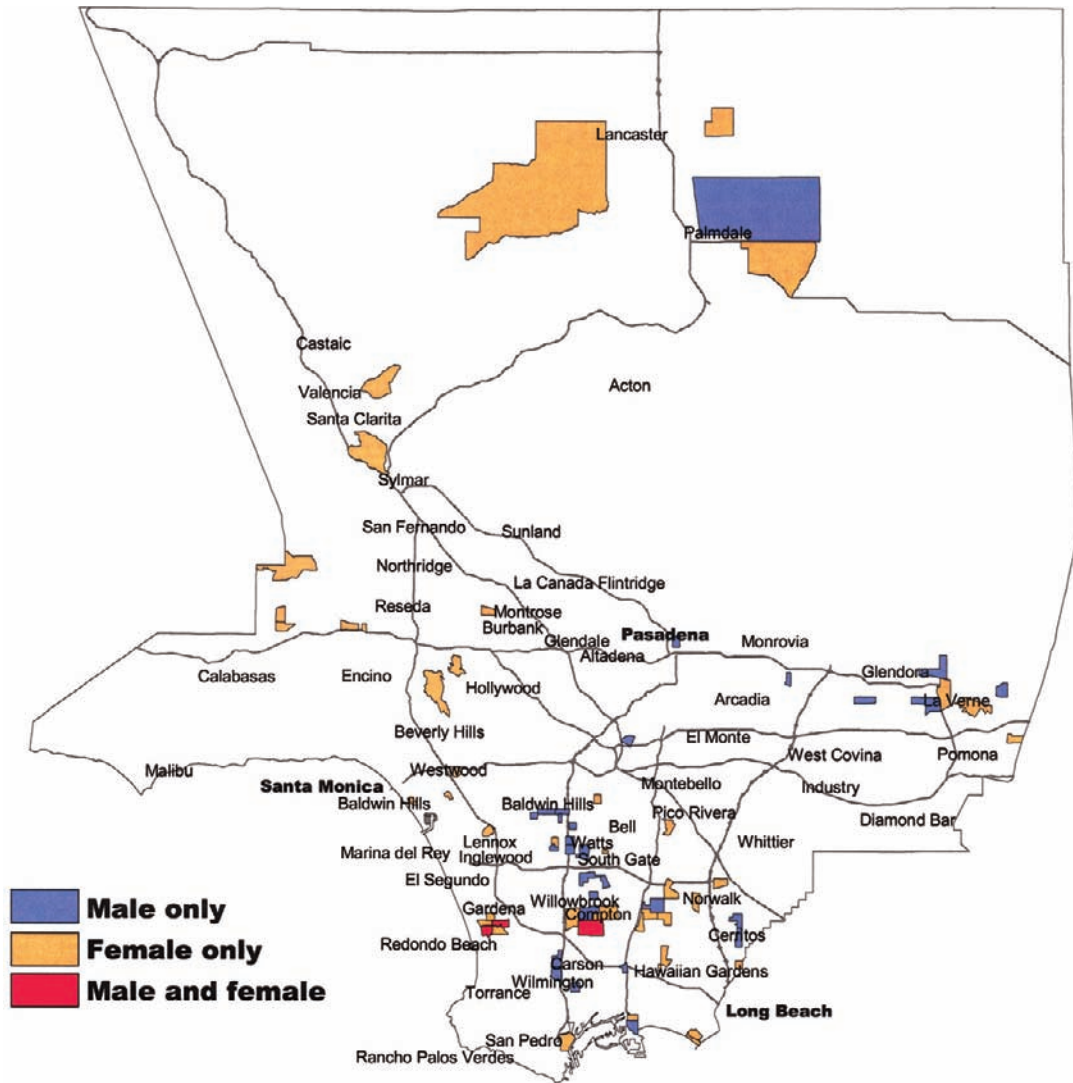 Lancaster
Palmdale
Castaic
Acton
Valencia
Santa Clarita
Sylmar
San Fernando
Sunland
Northridge
La Canada Flintridge
Reseda
Montrose
Burbank
Pasadena
Glendale
Monrovia
Altadena
Glendora
Calabasas
Encino
Hollywood
Arcadia
La Verne
Beverly Hills
El Monte
West Covina
Pomona
Malibu
Westwood
Santa Monica
Montebello
Industry
Baldwin Hills
Baldwin Hills
Pico Rivera
Diamond Bar
Bell
Lennox
Watts
Whittier
Marina del Rey
Inglewood
South Gate
El Segundo
Willowbrook
Norwalk
Gardena
Compton
Cerritos
Redondo Beach
Carson
Hawaiian Gardens
Wilmington
Torrance
Long Beach
San Pedro
Rancho Palos Verdes
Male only
Female only
Male and female